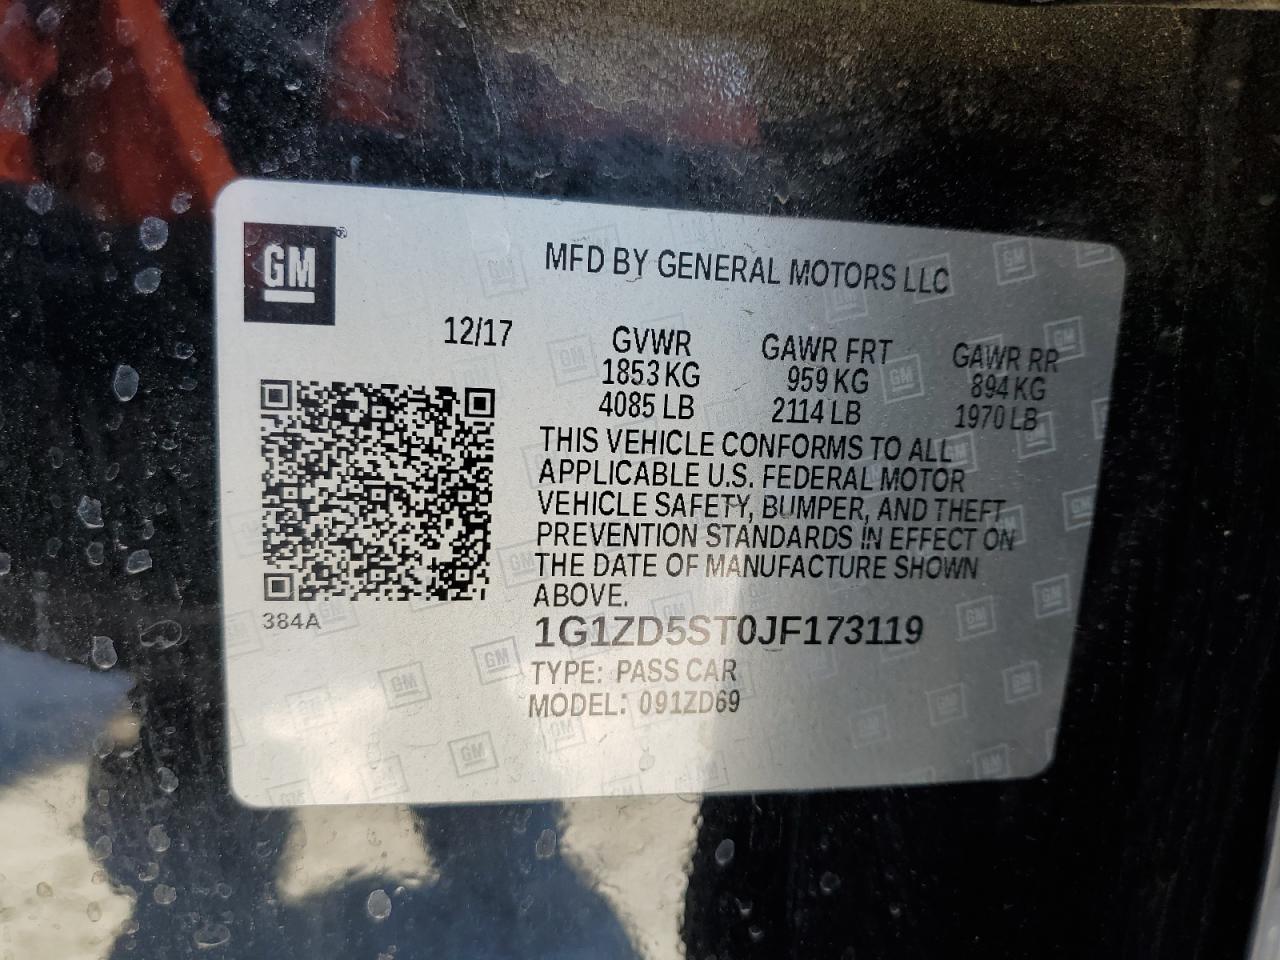 GM®
MFD BY GENERAL MOTORS LLC
12/17
GVWR GAWR FRT GAWR RR
1853 KG 959 KG 894 KG
4085 LB 2114 LB 1970 LB
THIS VEHICLE CONFORMS TO ALL
APPLICABLE U.S. FEDERAL MOTOR
VEHICLE SAFETY, BUMPER, AND THEFT
PREVENTION STANDARDS IN EFFECT ON
THE DATE OF MANUFACTURE SHOWN
ABOVE.
384A
1G1ZD5ST0JF173119
TYPE: PASS CAR
MODEL: 091ZD69